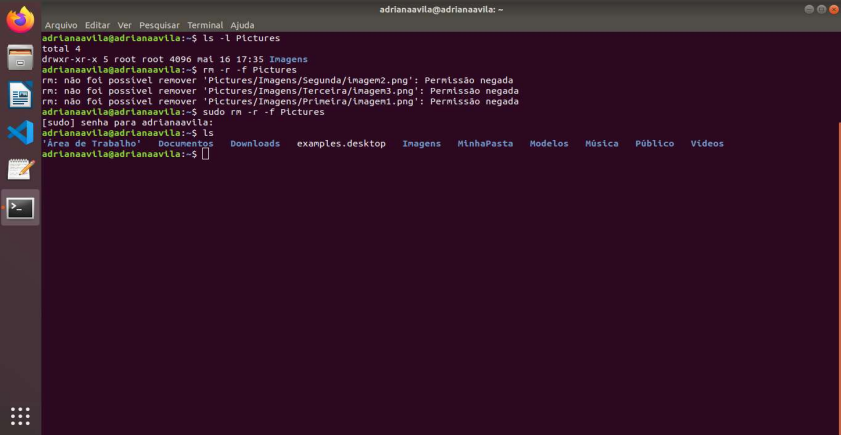 adrianaavila@adrianaavila: ~
Arquivo Editar Ver Pesquisar Terminal Ajuda
adrianaavila@adrianaavila:~$ ls -l Pictures
total 4
drwxr-xr-x 5 root root 4096 mai 16 17:35 Imagens
adrianaavila@adrianaavila:~$ rm -r -f Pictures
rm: não foi possível remover 'Pictures/Imagens/Segunda/imagem2.png': Permissão negada
rm: não foi possível remover 'Pictures/Imagens/Terceira/imagem3.png': Permissão negada
rm: não foi possível remover 'Pictures/Imagens/Primeira/imagem1.png': Permissão negada
adrianaavila@adrianaavila:~$ sudo rm -r -f Pictures
[sudo] senha para adrianaavila:
adrianaavila@adrianaavila:~$ ls
'Área de Trabalho' Documentos Downloads examples.desktop Imagens MinhaPasta Modelos Música Público Vídeos
adrianaavila@adrianaavila:~$